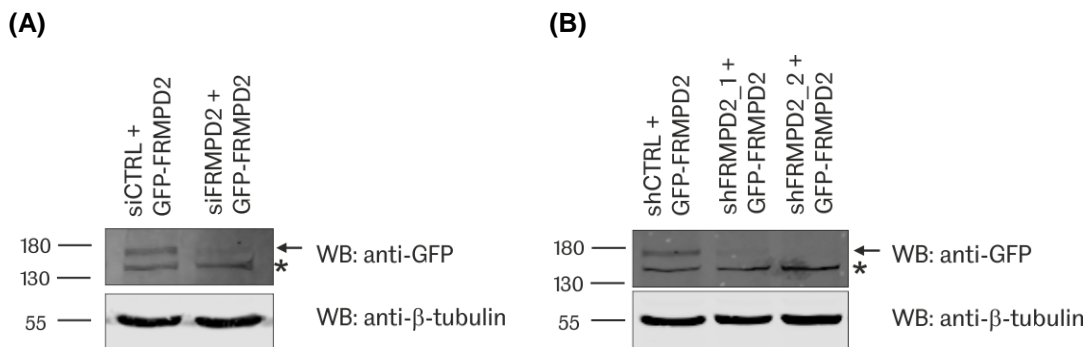 (A)
siCTRL +
GFP-FRMPD2
siFRMPD2 +
GFP-FRMPD2
180
130
*
WB: anti-GFP
55
WB: anti-β-tubulin
(B)
shCTRL +
GFP-FRMPD2
shFRMPD2_1 +
GFP-FRMPD2
shFRMPD2_2 +
GFP-FRMPD2
180
130
*
WB: anti-GFP
55
WB: anti-β-tubulin